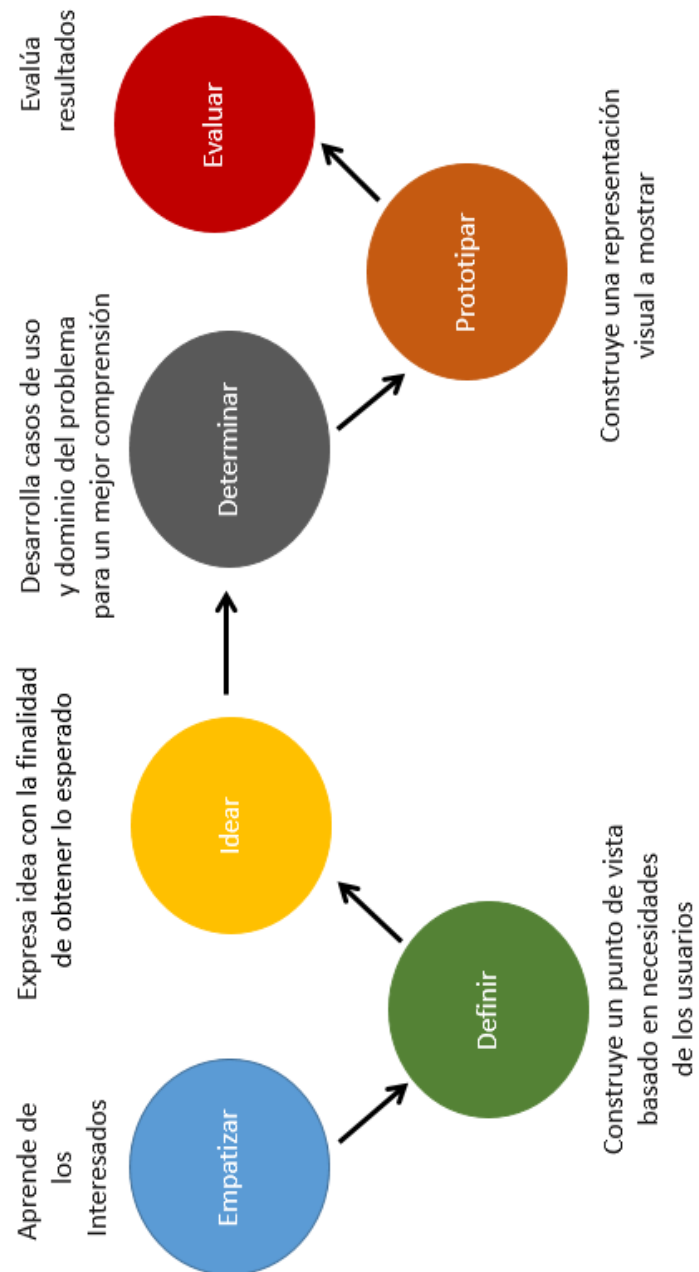 Aprende de
los
Interesados
Empatizar
Definir
Construye un punto de vista
basado en necesidades
de los usuarios
Expresa idea con la finalidad
de obtener lo esperado
Idear
Desarrolla casos de uso
y dominio del problema
para un mejor comprensión
Determinar
Prototipar
Construye una representación
visual a mostrar
Evalúa
resultados
Evaluar